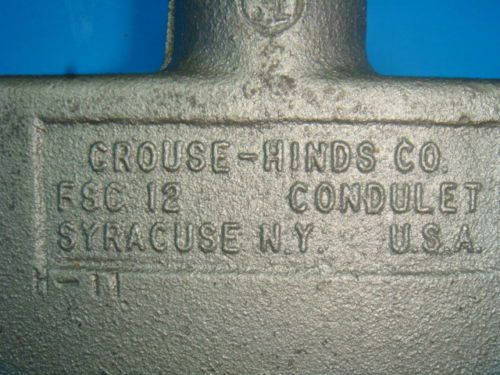 CROUSE-HINDS CO.
FSC 12 CONDULET
SYRACUSE N.Y. U.S.A.